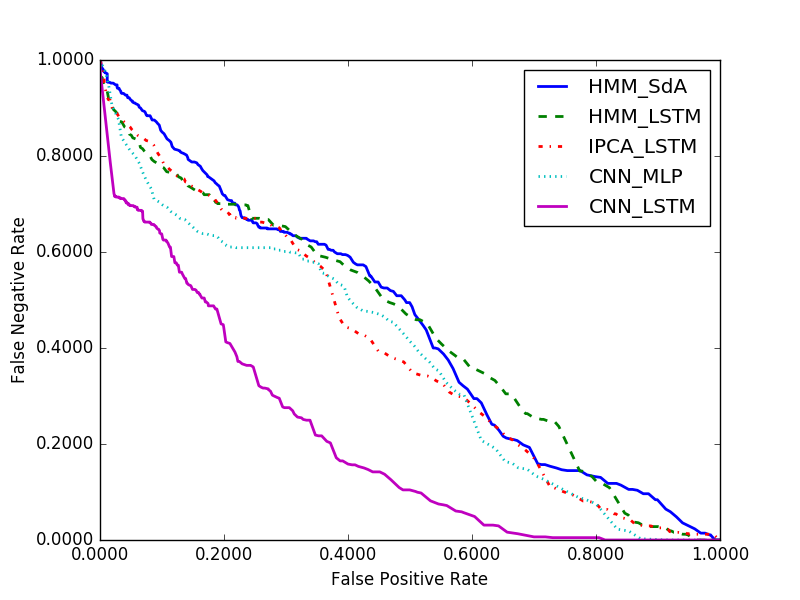 1.0000
0.8000
0.6000
0.4000
0.2000
0.0000
False Negative Rate
HMM_SdA
HMM_LSTM
IPCA_LSTM
CNN_MLP
CNN_LSTM
0.0000 0.2000 0.4000 0.6000 0.8000 1.0000
False Positive Rate